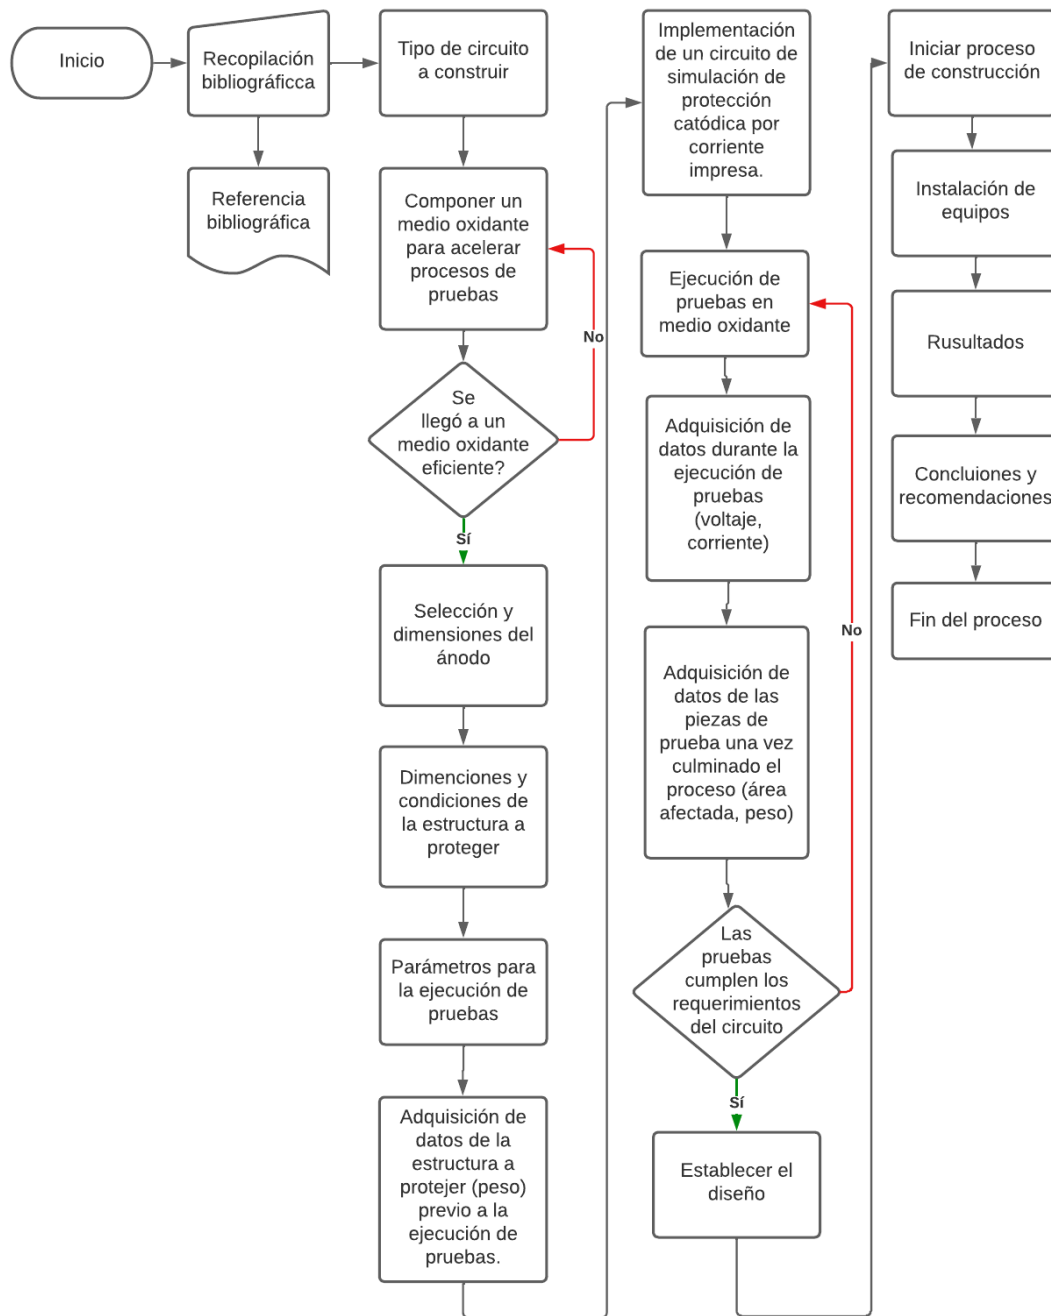 Inicio
Recopilación
bibliográficca
Referencia
bibliográfica
Tipo de circuito
a construir
Componer un
medio oxidante
para acelerar
procesos de
pruebas
No
Se
llegó a un
medio oxidante
eficiente?
Sí
Selección y
dimensiones del
ánodo
Dimenciones y
condiciones de
la estructura a
proteger
Parámetros para
la ejecución de
pruebas
Adquisición de
datos de la
estructura a
protejer (peso)
previo a la
ejecución de
pruebas.
Implementación
de un circuito de
simulación de
protección
catódica por
corriente
impresa.
Ejecución de
pruebas en
medio oxidante
Adquisición de
datos durante la
ejecución de
pruebas
(voltaje,
corriente)
No
Adquisición de
datos de las
piezas de
prueba una vez
culminado el
proceso (área
afectada, peso)
Las
pruebas
cumplen los
requerimientos
del circuito
Sí
Establecer el
diseño
Iniciar proceso
de construcción
Instalación de
equipos
Rusultados
Concluiones y
recomendaciones
Fin del proceso